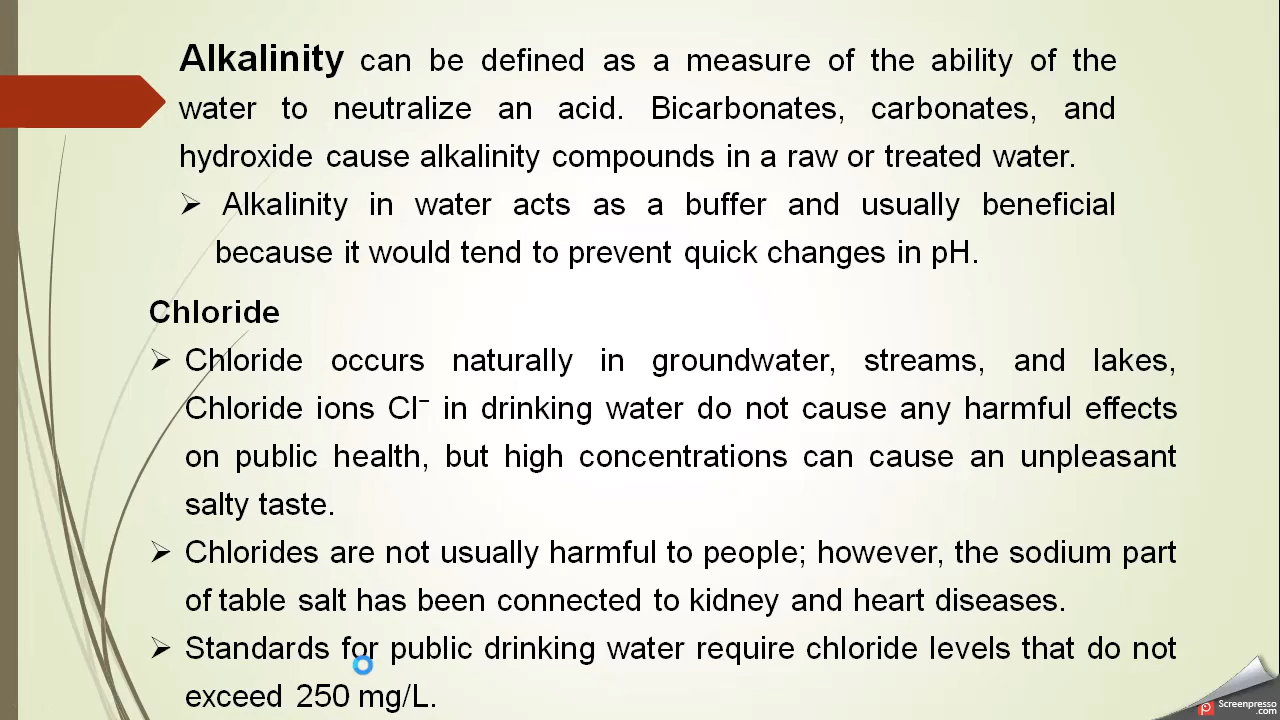 Alkalinity can be defined as a measure of the ability of the
water to neutralize an acid. Bicarbonates, carbonates, and
hydroxide cause alkalinity compounds in a raw or treated water.
➢ Alkalinity in water acts as a buffer and usually beneficial
because it would tend to prevent quick changes in pH.
Chloride
➢ Chloride occurs naturally in groundwater, streams, and lakes,
Chloride ions Cl⁻ in drinking water do not cause any harmful effects
on public health, but high concentrations can cause an unpleasant
salty taste.
➢ Chlorides are not usually harmful to people; however, the sodium part
of table salt has been connected to kidney and heart diseases.
➢ Standards for public drinking water require chloride levels that do not
exceed 250 mg/L.
Screenpresso
.com